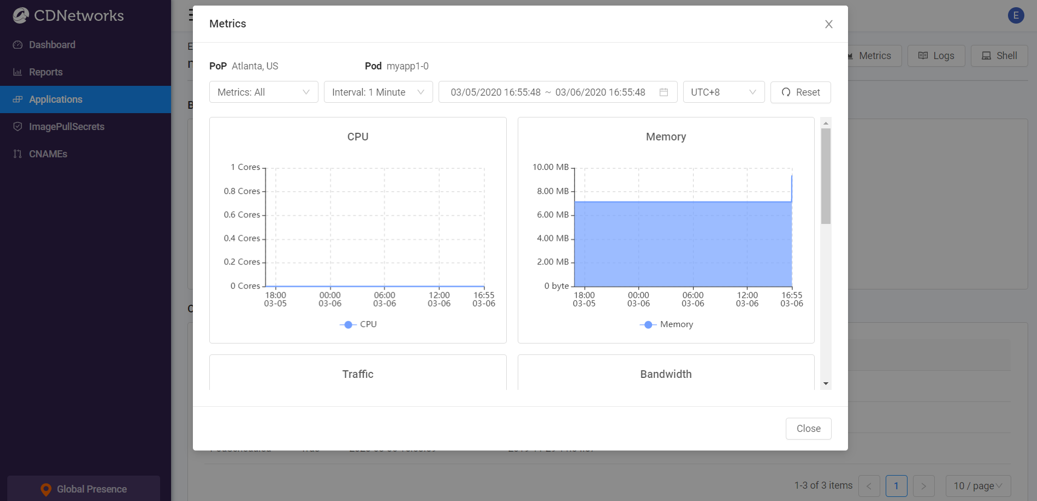 CDNetworks
Dashboard
Reports
Applications
ImagePullSecrets
CNAMEs
Global Presence
E
Metrics
Logs
Shell
Metrics
PoP Atlanta, US
Pod myapp1-0
Metrics: All
Interval: 1 Minute
03/05/2020 16:55:48 ~ 03/06/2020 16:55:48
UTC+8
Reset
CPU
1 Cores
0.8 Cores
0.6 Cores
0.4 Cores
0.2 Cores
0 Cores
18:00 00:00 06:00 12:00 16:55
03-05 03-06 03-06 03-06 03-06
CPU
Memory
10.00 MB
8.00 MB
6.00 MB
4.00 MB
2.00 MB
0 byte
18:00 00:00 06:00 12:00 16:55
03-05 03-06 03-06 03-06 03-06
Memory
Traffic
Bandwidth
Close
1-3 of 3 items
1
10 / page